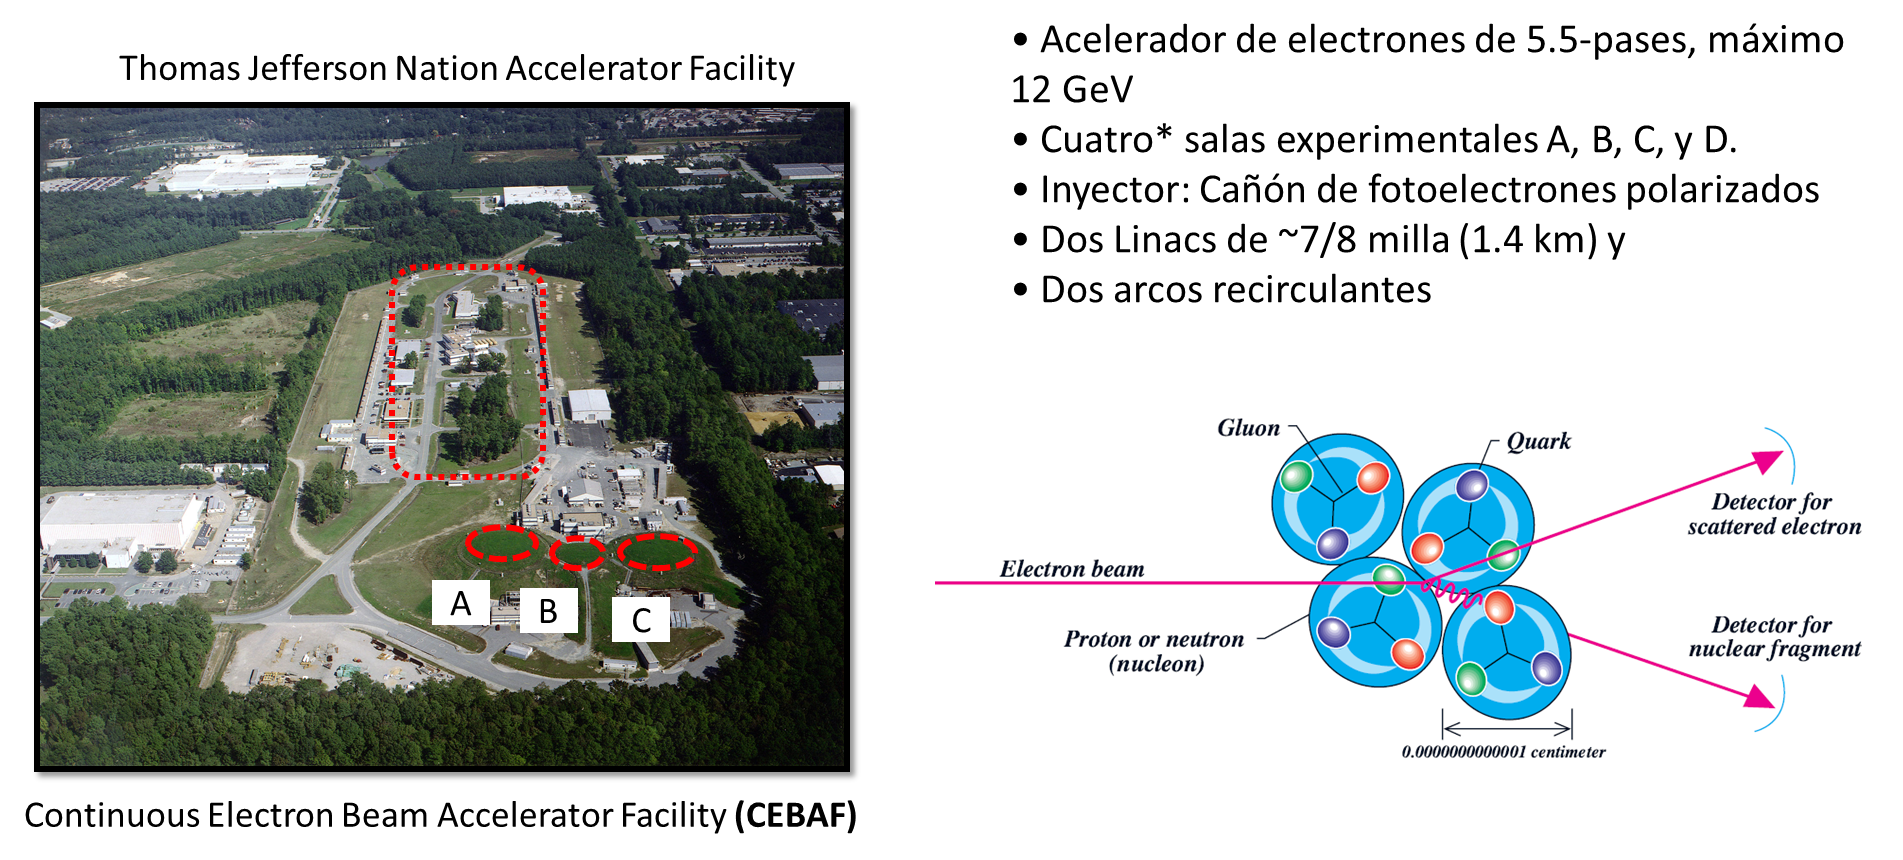 Thomas Jefferson Nation Accelerator Facility
A
B
C
Continuous Electron Beam Accelerator Facility (CEBAF)
• Acelerador de electrones de 5.5-pases, máximo
12 GeV
• Cuatro* salas experimentales A, B, C, y D.
• Inyector: Cañón de fotoelectrones polarizados
• Dos Linacs de ~7/8 milla (1.4 km) y
• Dos arcos recirculantes
Gluon
Quark
Detector for
scattered electron
Electron beam
Proton or neutron
(nucleon)
Detector for
nuclear fragment
0.0000000000001 centimeter